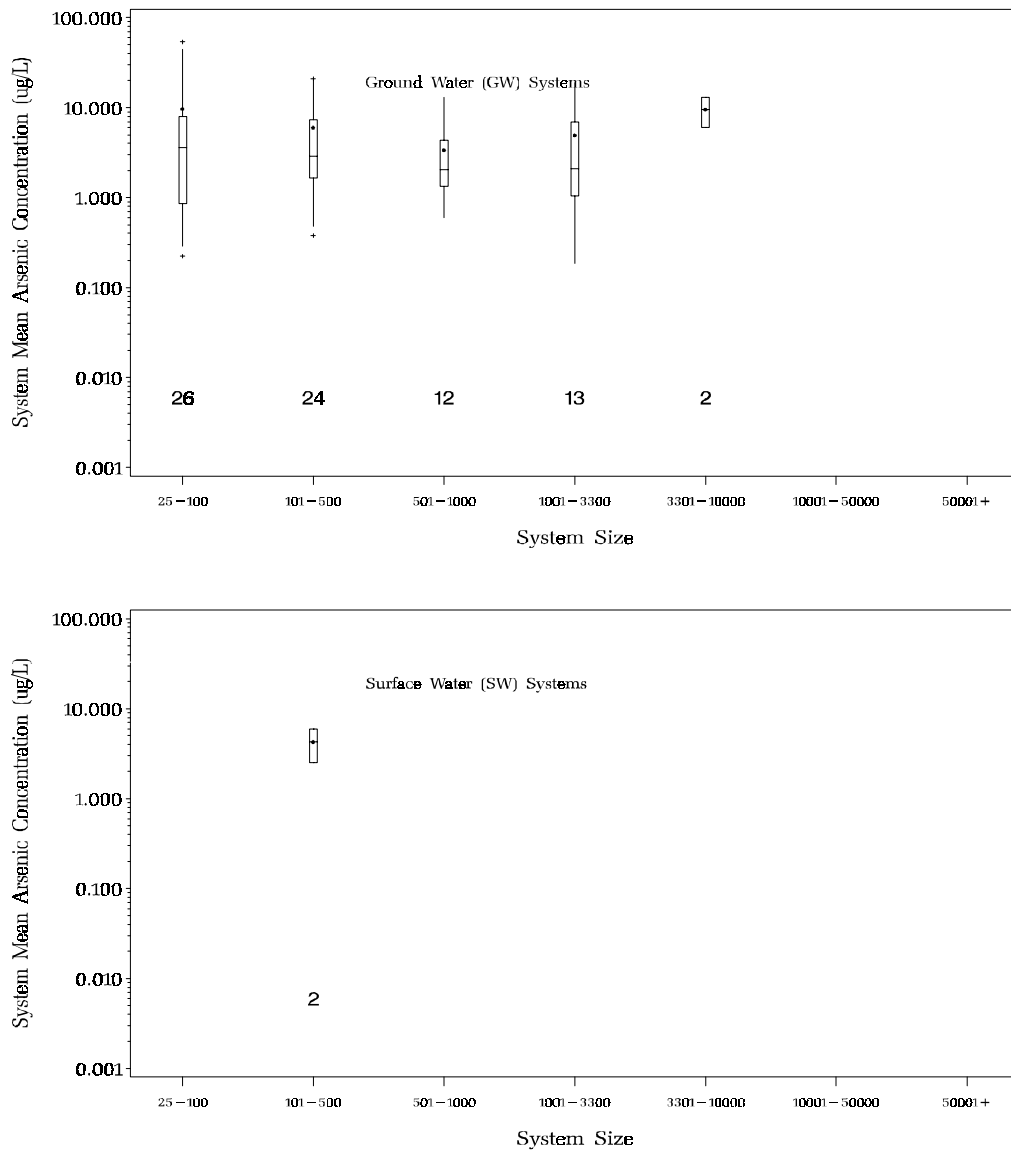 100.000
10.000
1.000
0.100
0.010
0.001
System Mean Arsenic Concentration (ug/L)
Ground Water (GW) Systems
26 24 12 13 2
25-100 101-500 501-1000 1001-3300 3301-10000 10001-50000 50001+
System Size
100.000
10.000
1.000
0.100
0.010
0.001
System Mean Arsenic Concentration (ug/L)
Surface Water (SW) Systems
2
25-100 101-500 501-1000 1001-3300 3301-10000 10001-50000 50001+
System Size